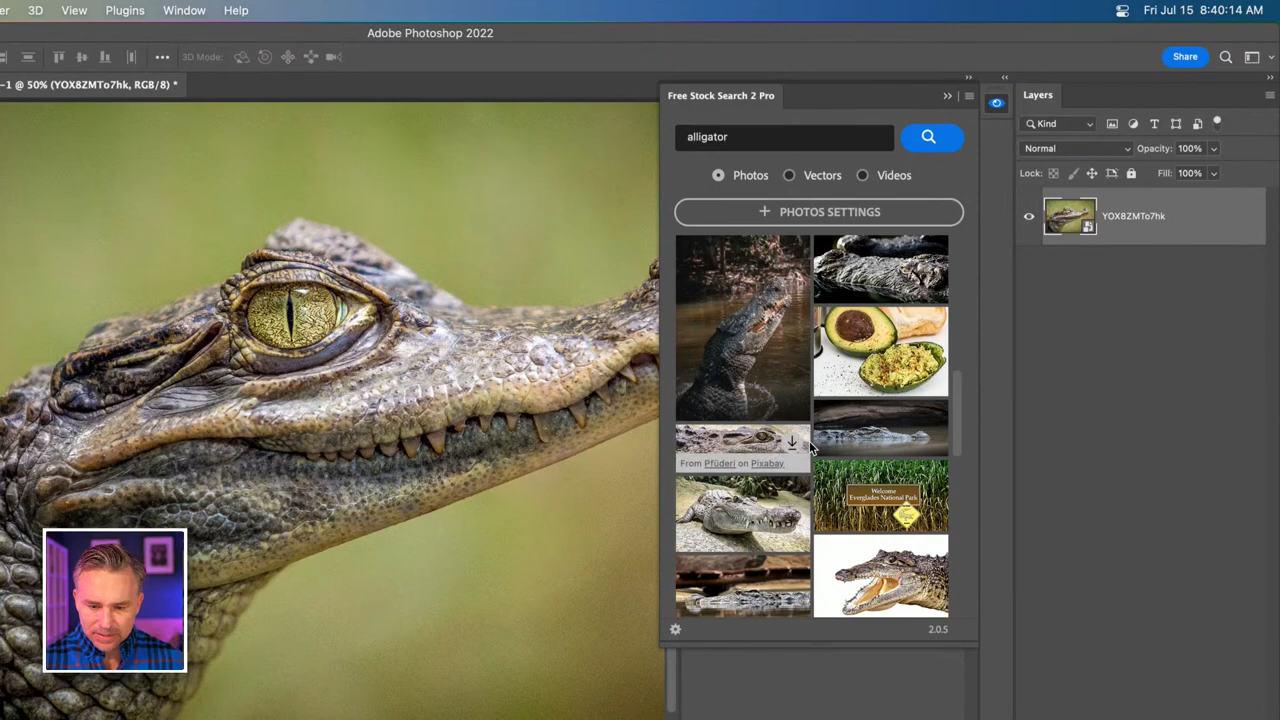 er 3D View Plugins Window Help
Fri Jul 15 8:40:14 AM
Adobe Photoshop 2022
3D Mode:
Share
-1 @ 50% (YOX8ZMTo7hk, RGB/8) *
Free Stock Search 2 Pro
Layers
alligator
Kind
Photos Vectors Videos
Normal Opacity: 100%
Lock: Fill: 100%
+ PHOTOS SETTINGS
YOX8ZMTo7hk
From Pfüderi on Pixabay
Welcome
Everglades National Park
2.0.5